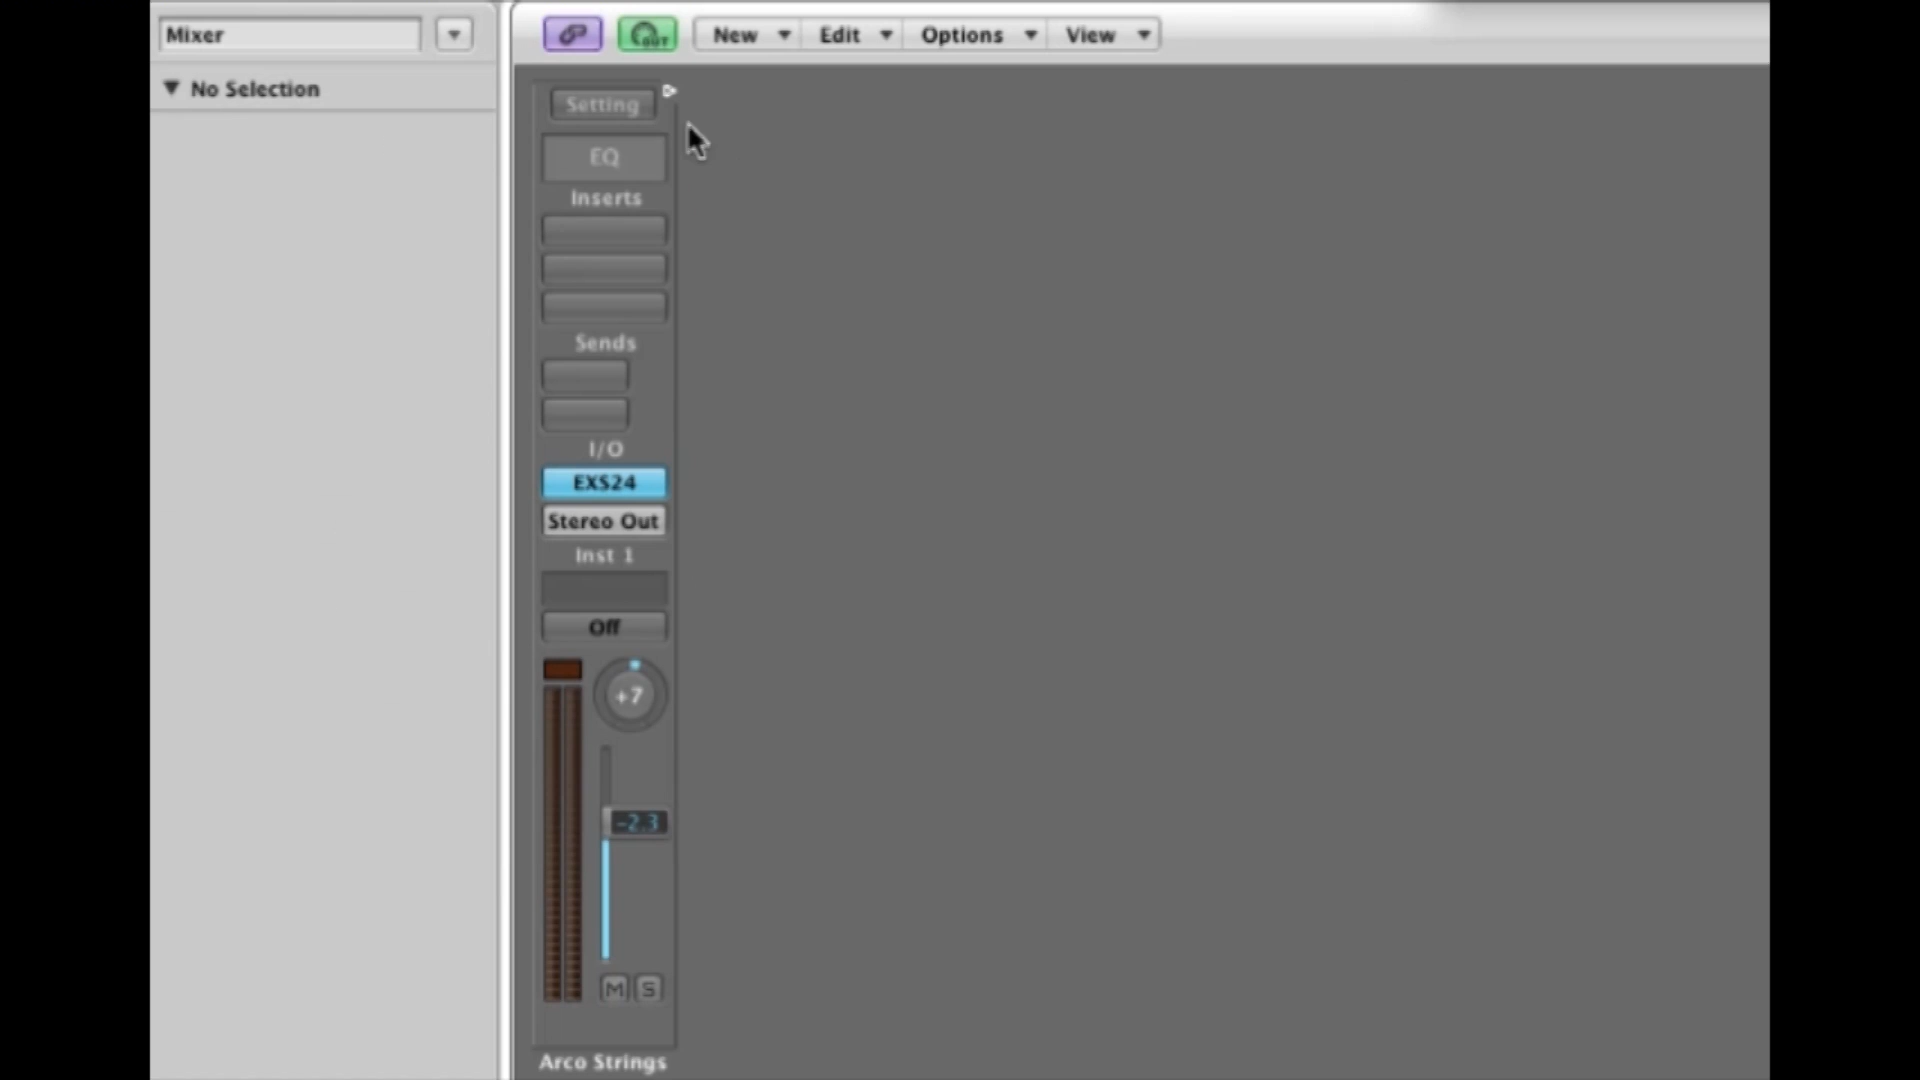 Mixer
No Selection
OUT
New
Edit
Options
View
Setting
EQ
Inserts
Sends
I/O
EXS24
Stereo Out
Inst 1
Off
+7
-2.3
M S
Arco Strings